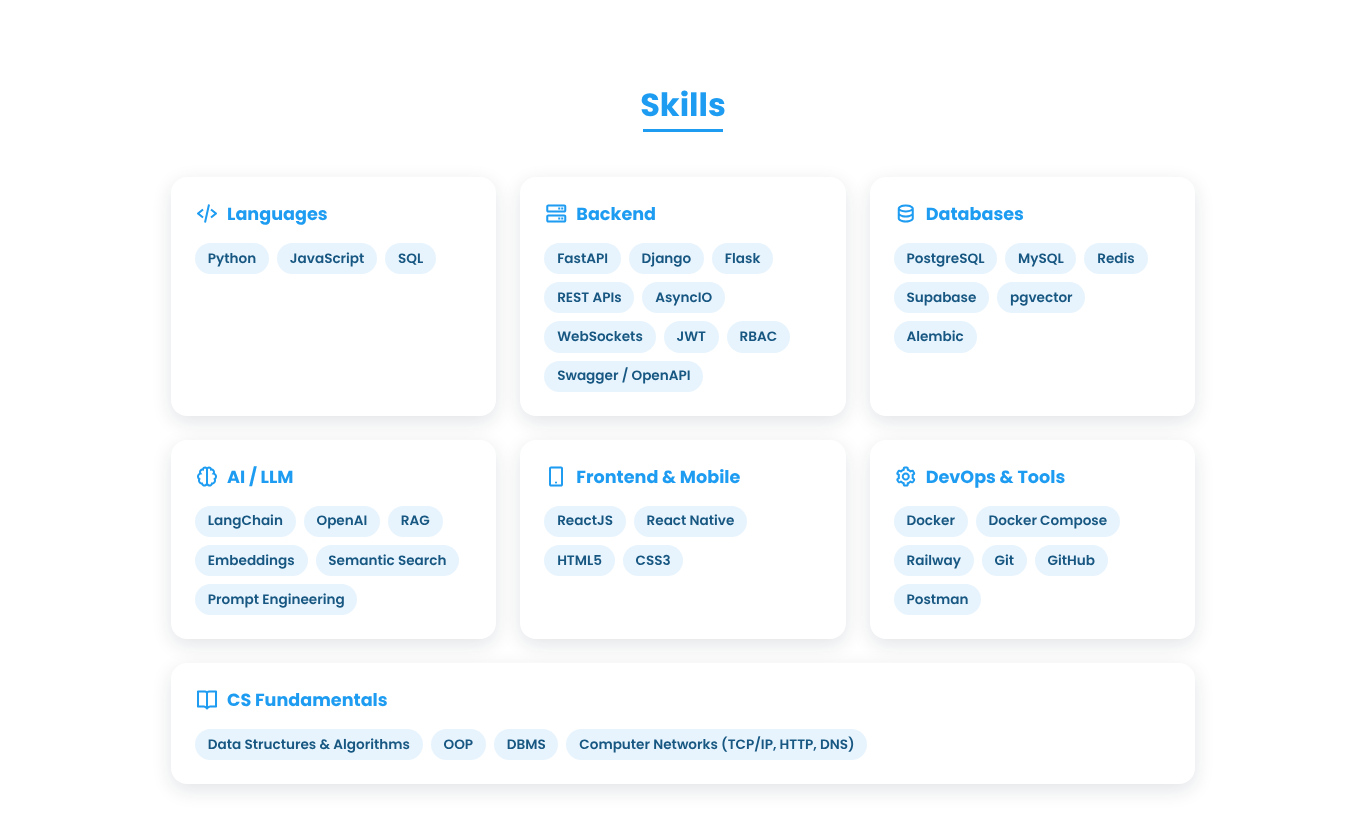 Skills
Languages
Python JavaScript SQL
Backend
FastAPI Django Flask
REST APIs AsyncIO
WebSockets JWT RBAC
Swagger / OpenAPI
Databases
PostgreSQL MySQL Redis
Supabase pgvector
Alembic
AI / LLM
LangChain OpenAI RAG
Embeddings Semantic Search
Prompt Engineering
Frontend & Mobile
ReactJS React Native
HTML5 CSS3
DevOps & Tools
Docker Docker Compose
Railway Git GitHub
Postman
CS Fundamentals
Data Structures & Algorithms OOP DBMS Computer Networks (TCP/IP, HTTP, DNS)